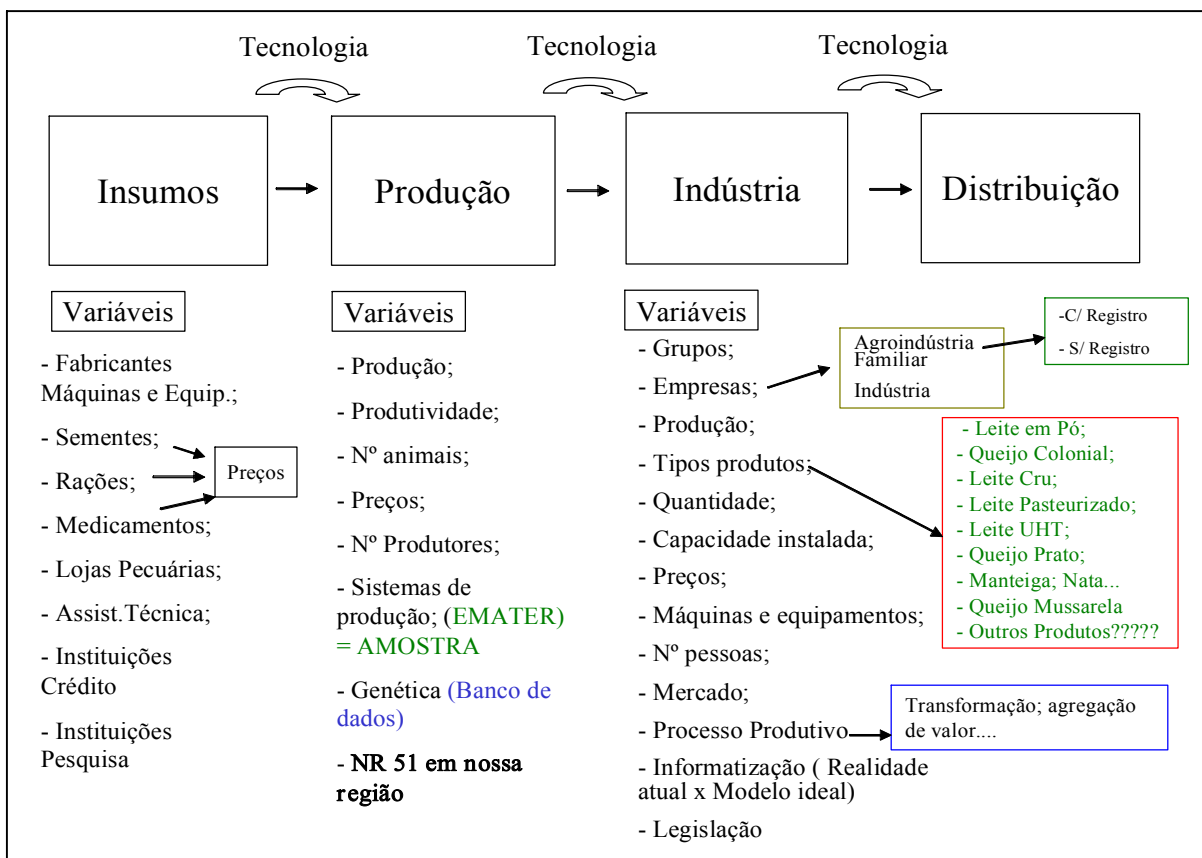 Tecnologia
Tecnologia
Tecnologia
Insumos
Produção
Indústria
Distribuição
Variáveis
- Fabricantes
Máquinas e Equip.;
- Sementes;
- Rações;
- Medicamentos;
Preços
- Lojas Pecuárias;
- Assist.Técnica;
- Instituições
Crédito
- Instituições
Pesquisa
Variáveis
- Produção;
- Produtividade;
- Nº animais;
- Preços;
- Nº Produtores;
- Sistemas de
produção; (EMATER)
= AMOSTRA
- Genética (Banco de
dados)
- NR 51 em nossa
região
Variáveis
- Grupos;
- Empresas;
- Produção;
- Tipos produtos;
- Quantidade;
- Capacidade instalada;
- Preços;
- Máquinas e equipamentos;
- Nº pessoas;
- Mercado;
- Processo Produtivo
- Informatização ( Realidade
atual x Modelo ideal)
- Legislação
Agroindústria
Familiar
Indústria
-C/ Registro
- S/ Registro
- Leite em Pó;
- Queijo Colonial;
- Leite Cru;
- Leite Pasteurizado;
- Leite UHT;
- Queijo Prato;
- Manteiga; Nata...
- Queijo Mussarela
- Outros Produtos?????
Transformação; agregação
de valor....